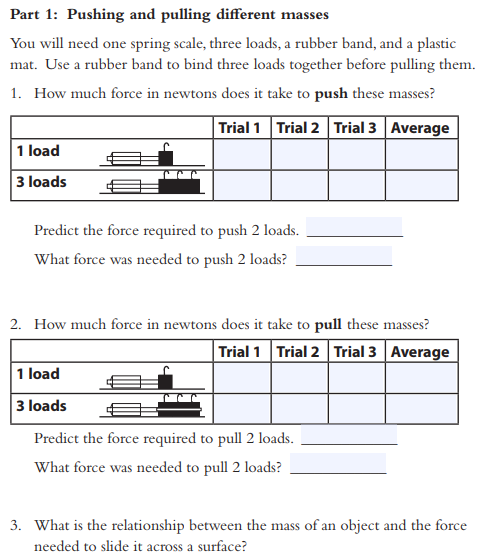 Part 1: Pushing and pulling different masses
You will need one spring scale, three loads, a rubber band, and a plastic
mat. Use a rubber band to bind three loads together before pulling them.
1. How much force in newtons does it take to push these masses?
Trial 1 Trial 2 Trial 3 Average
1 load
3 loads
Predict the force required to push 2 loads.
What force was needed to push 2 loads?
2. How much force in newtons does it take to pull these masses?
Trial 1 Trial 2 Trial 3 Average
1 load
3 loads
Predict the force required to pull 2 loads.
What force was needed to pull 2 loads?
3. What is the relationship between the mass of an object and the force
needed to slide it across a surface?